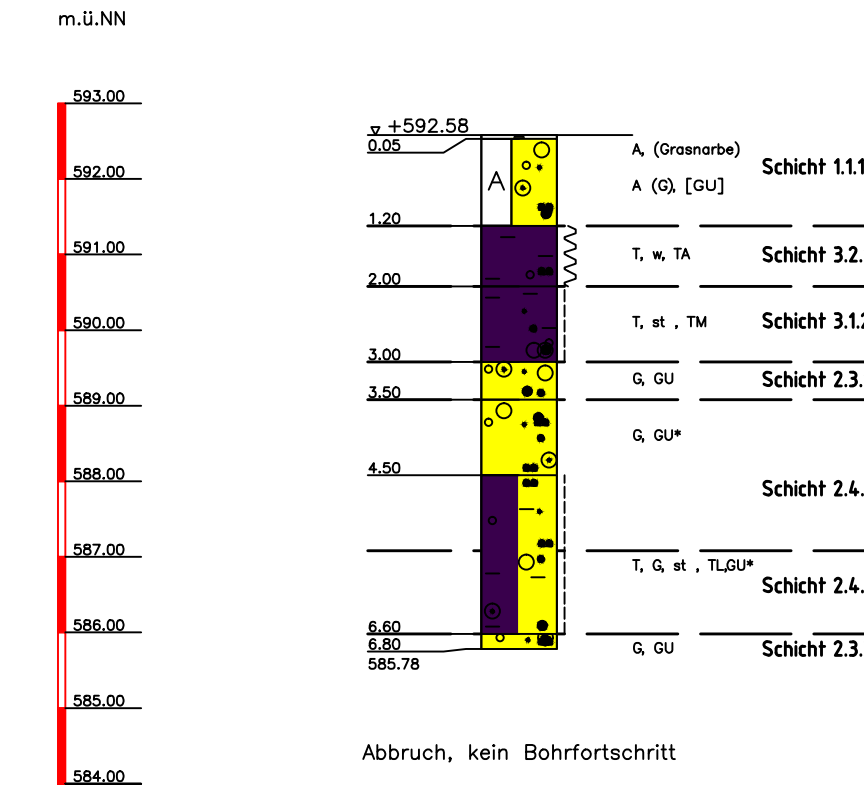 m.ü.NN
593.00
592.00
591.00
590.00
589.00
588.00
587.00
586.00
585.00
584.00
+592.58
0.05
A
1.20
2.00
3.00
3.50
4.50
6.60
6.80
585.78
A, (Grasnarbe)
A (G), [GU]
Schicht 1.1.1
T, w, TA
Schicht 3.2.
T, st , TM
Schicht 3.1.2
G, GU
Schicht 2.3.
G, GU*
Schicht 2.4.
T, G, st , TL,GU*
Schicht 2.4.
G, GU
Schicht 2.3.
Abbruch, kein Bohrfortschritt